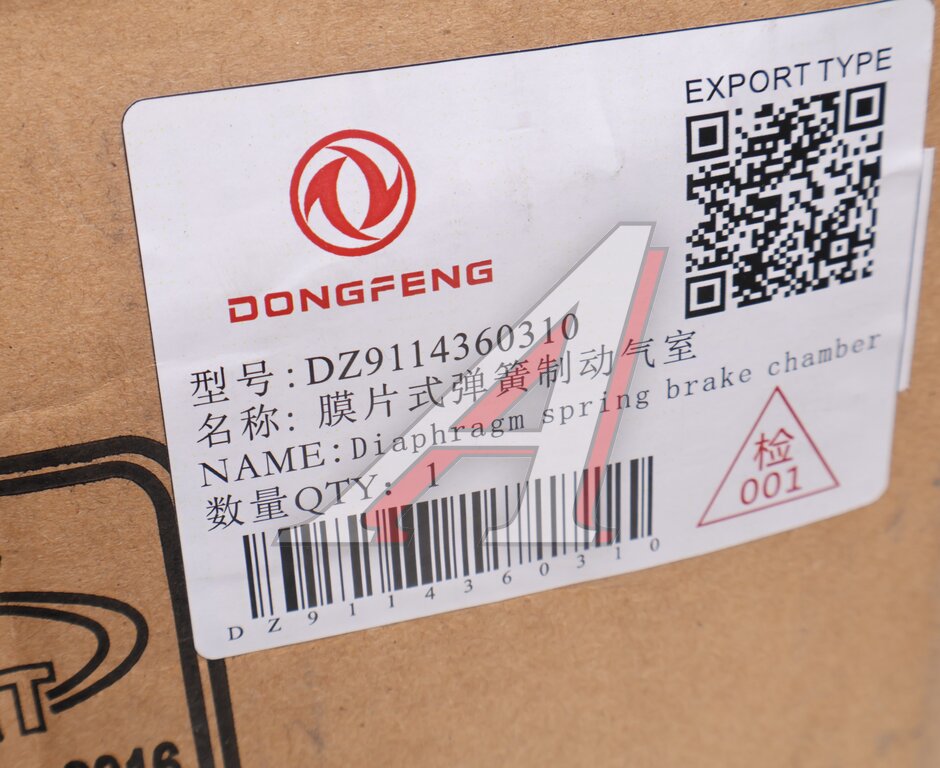 EXPORT TYPE
DONGFENG
型号:DZ9114360310
名称:膜片式弹簧制动气室
NAME:Diaphragm spring brake chamber
数量QTY: 1
检
001
DZ9114360310